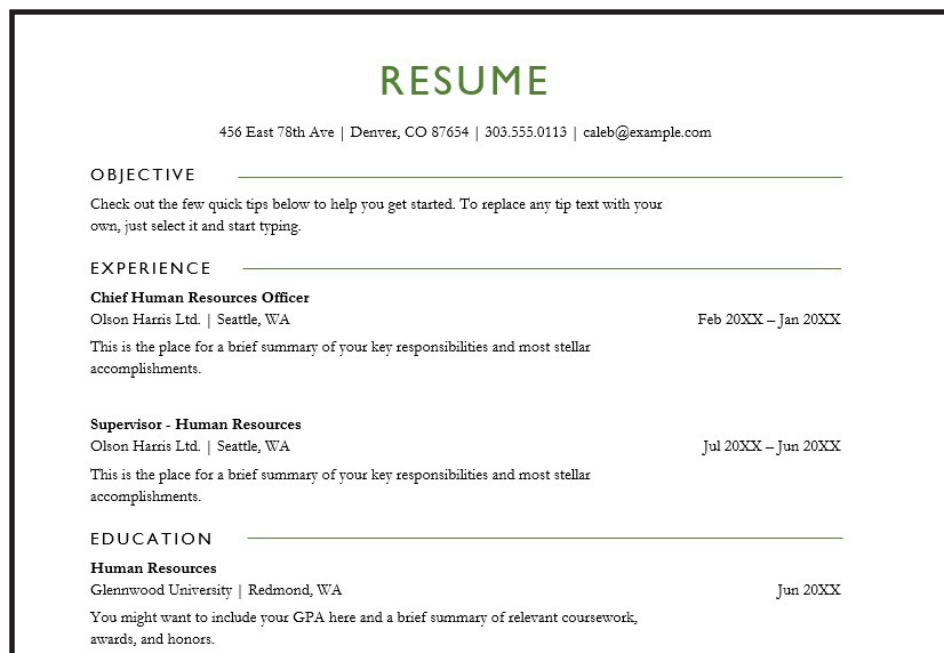 RESUME
456 East 78th Ave | Denver, CO 87654 | 303.555.0113 | caleb@example.com
OBJECTIVE
Check out the few quick tips below to help you get started. To replace any tip text with your
own, just select it and start typing.
EXPERIENCE
Chief Human Resources Officer
Olson Harris Ltd. | Seattle, WA Feb 20XX – Jan 20XX
This is the place for a brief summary of your key responsibilities and most stellar
accomplishments.
Supervisor - Human Resources
Olson Harris Ltd. | Seattle, WA Jul 20XX – Jun 20XX
This is the place for a brief summary of your key responsibilities and most stellar
accomplishments.
EDUCATION
Human Resources
Glennwood University | Redmond, WA Jun 20XX
You might want to include your GPA here and a brief summary of relevant coursework,
awards, and honors.